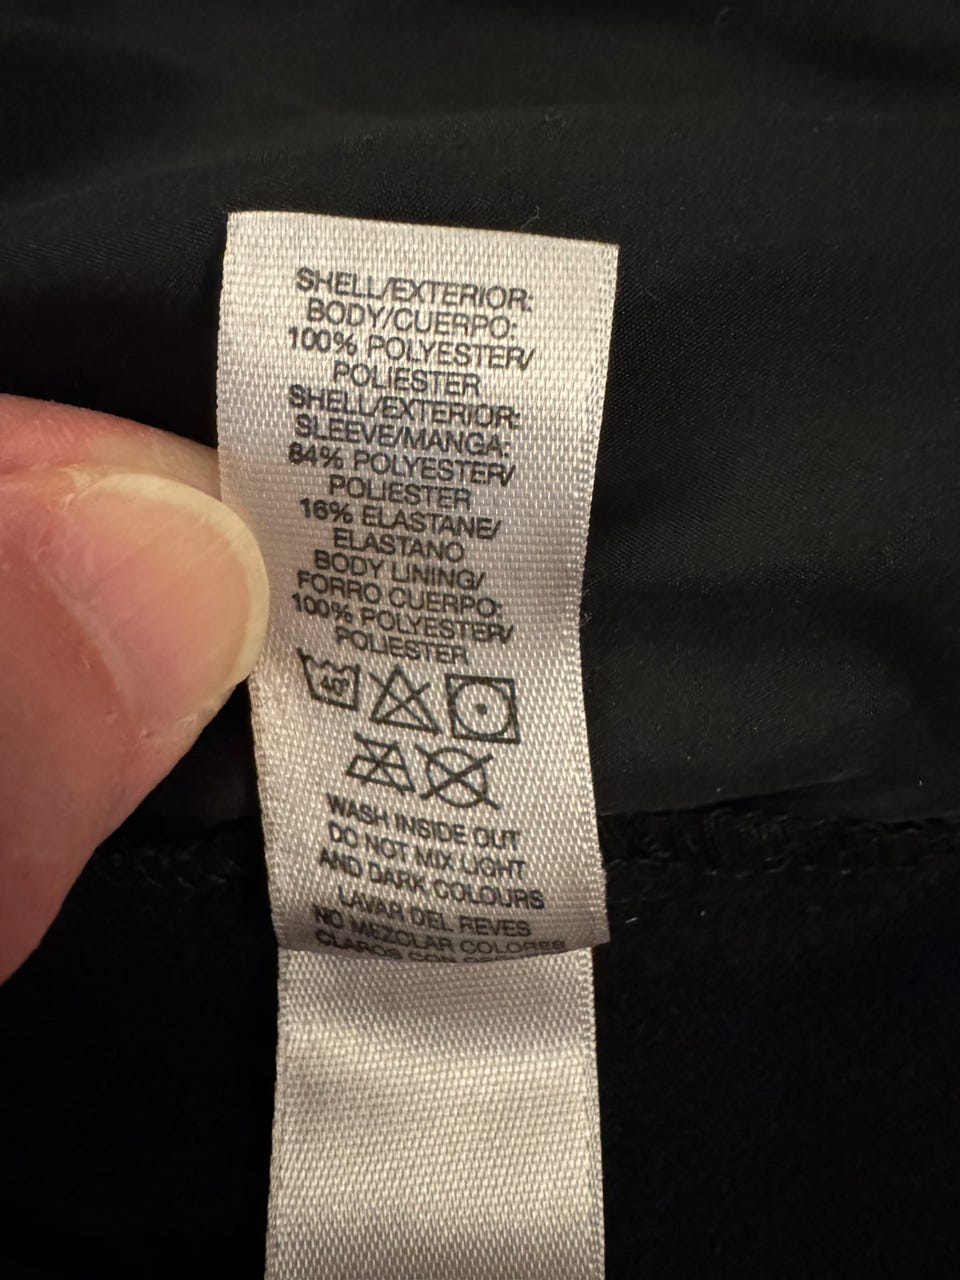 SHELL/EXTERIOR:
BODY/CUERPO:
100% POLYESTER/
POLIESTER
SHELL/EXTERIOR:
SLEEVE/MANGA:
84% POLYESTER/
POLIESTER
16% ELASTANE/
ELASTANO
BODY LINING/
FORRO CUERPO:
100% POLYESTER/
POLIESTER
40°
WASH INSIDE OUT
DO NOT MIX LIGHT
AND DARK COLOURS
LAVAR DEL REVES
NO MEZCLAR COLORES
CLAROS CON